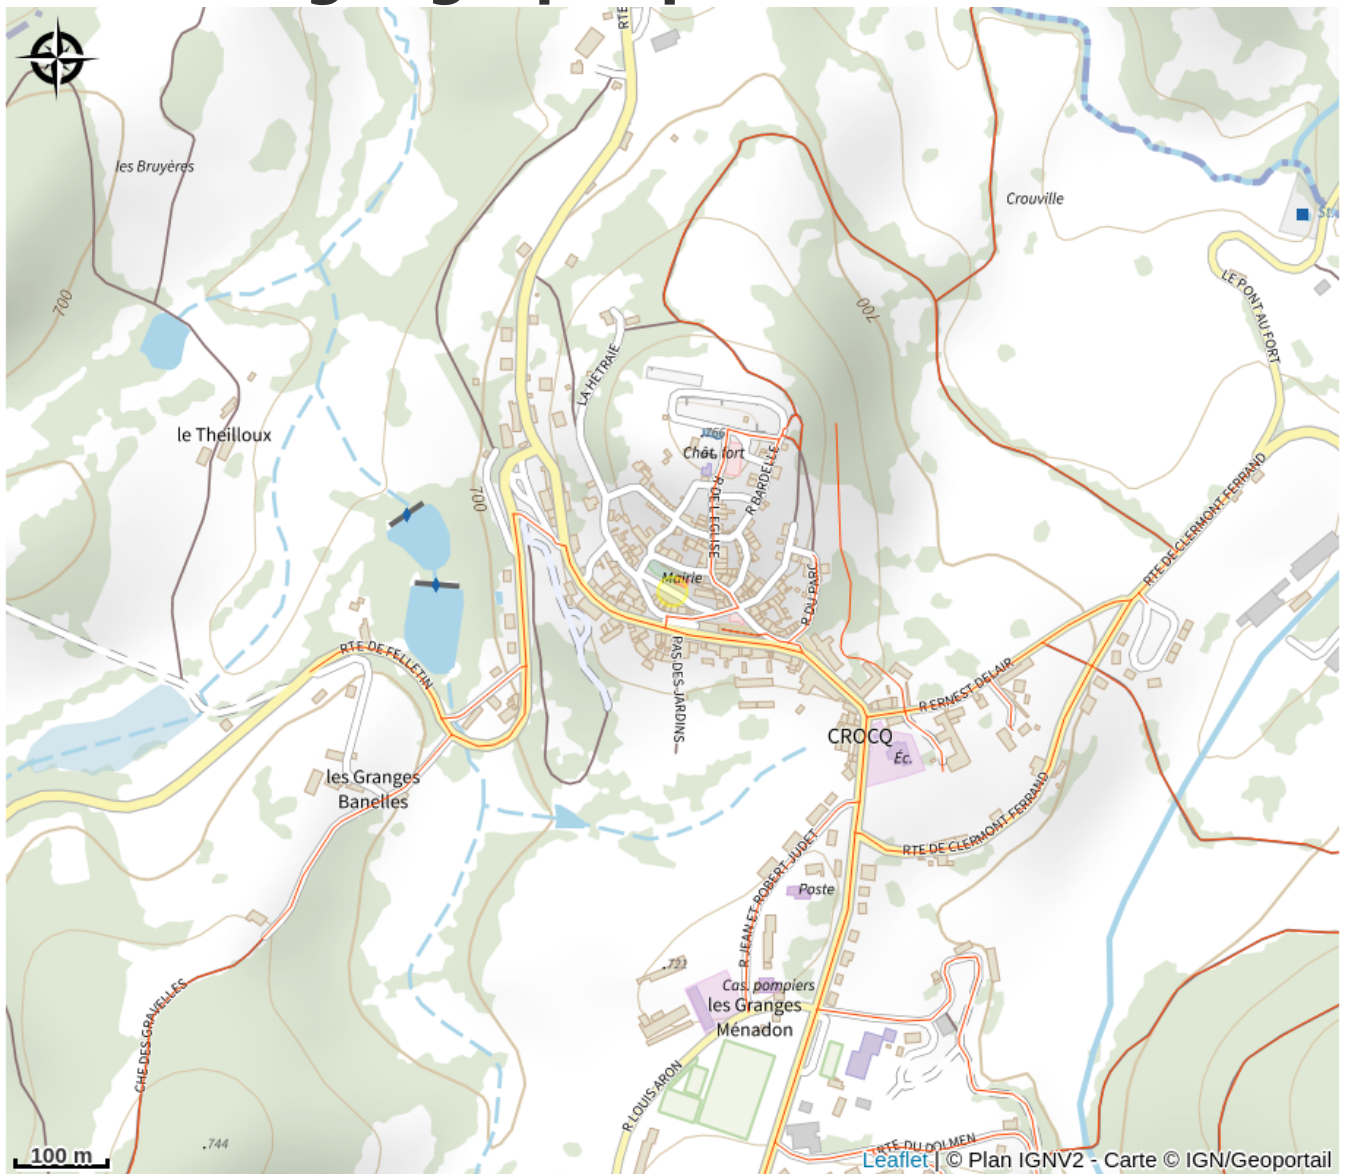 RTE
les Bruyères
Crouville
St.
700
700
LE PONT AU FORT
LA HETRAIE
le Theilloux
Chât. fort
R BARDELLE
R DE L'EGLISE
700
RTE DE CLERMONT FERRAND
Mairie
R DU PARC
PAS DES JARDINS
RTE DE FELLETIN
R ERNEST DELAIR
CROCQ
Éc.
les Granges
Banelles
RTE DE CLERMONT FERRAND
R JEAN ET ROBERT JUDET
Poste
.721
Cas. pompiers
les Granges
Ménadon
CHE DES GRAVELLES
R LOUIS ARON
.744
RTE DU DOLMEN
100 m
Leaflet | © Plan IGNV2 - Carte © IGN/Geoportail